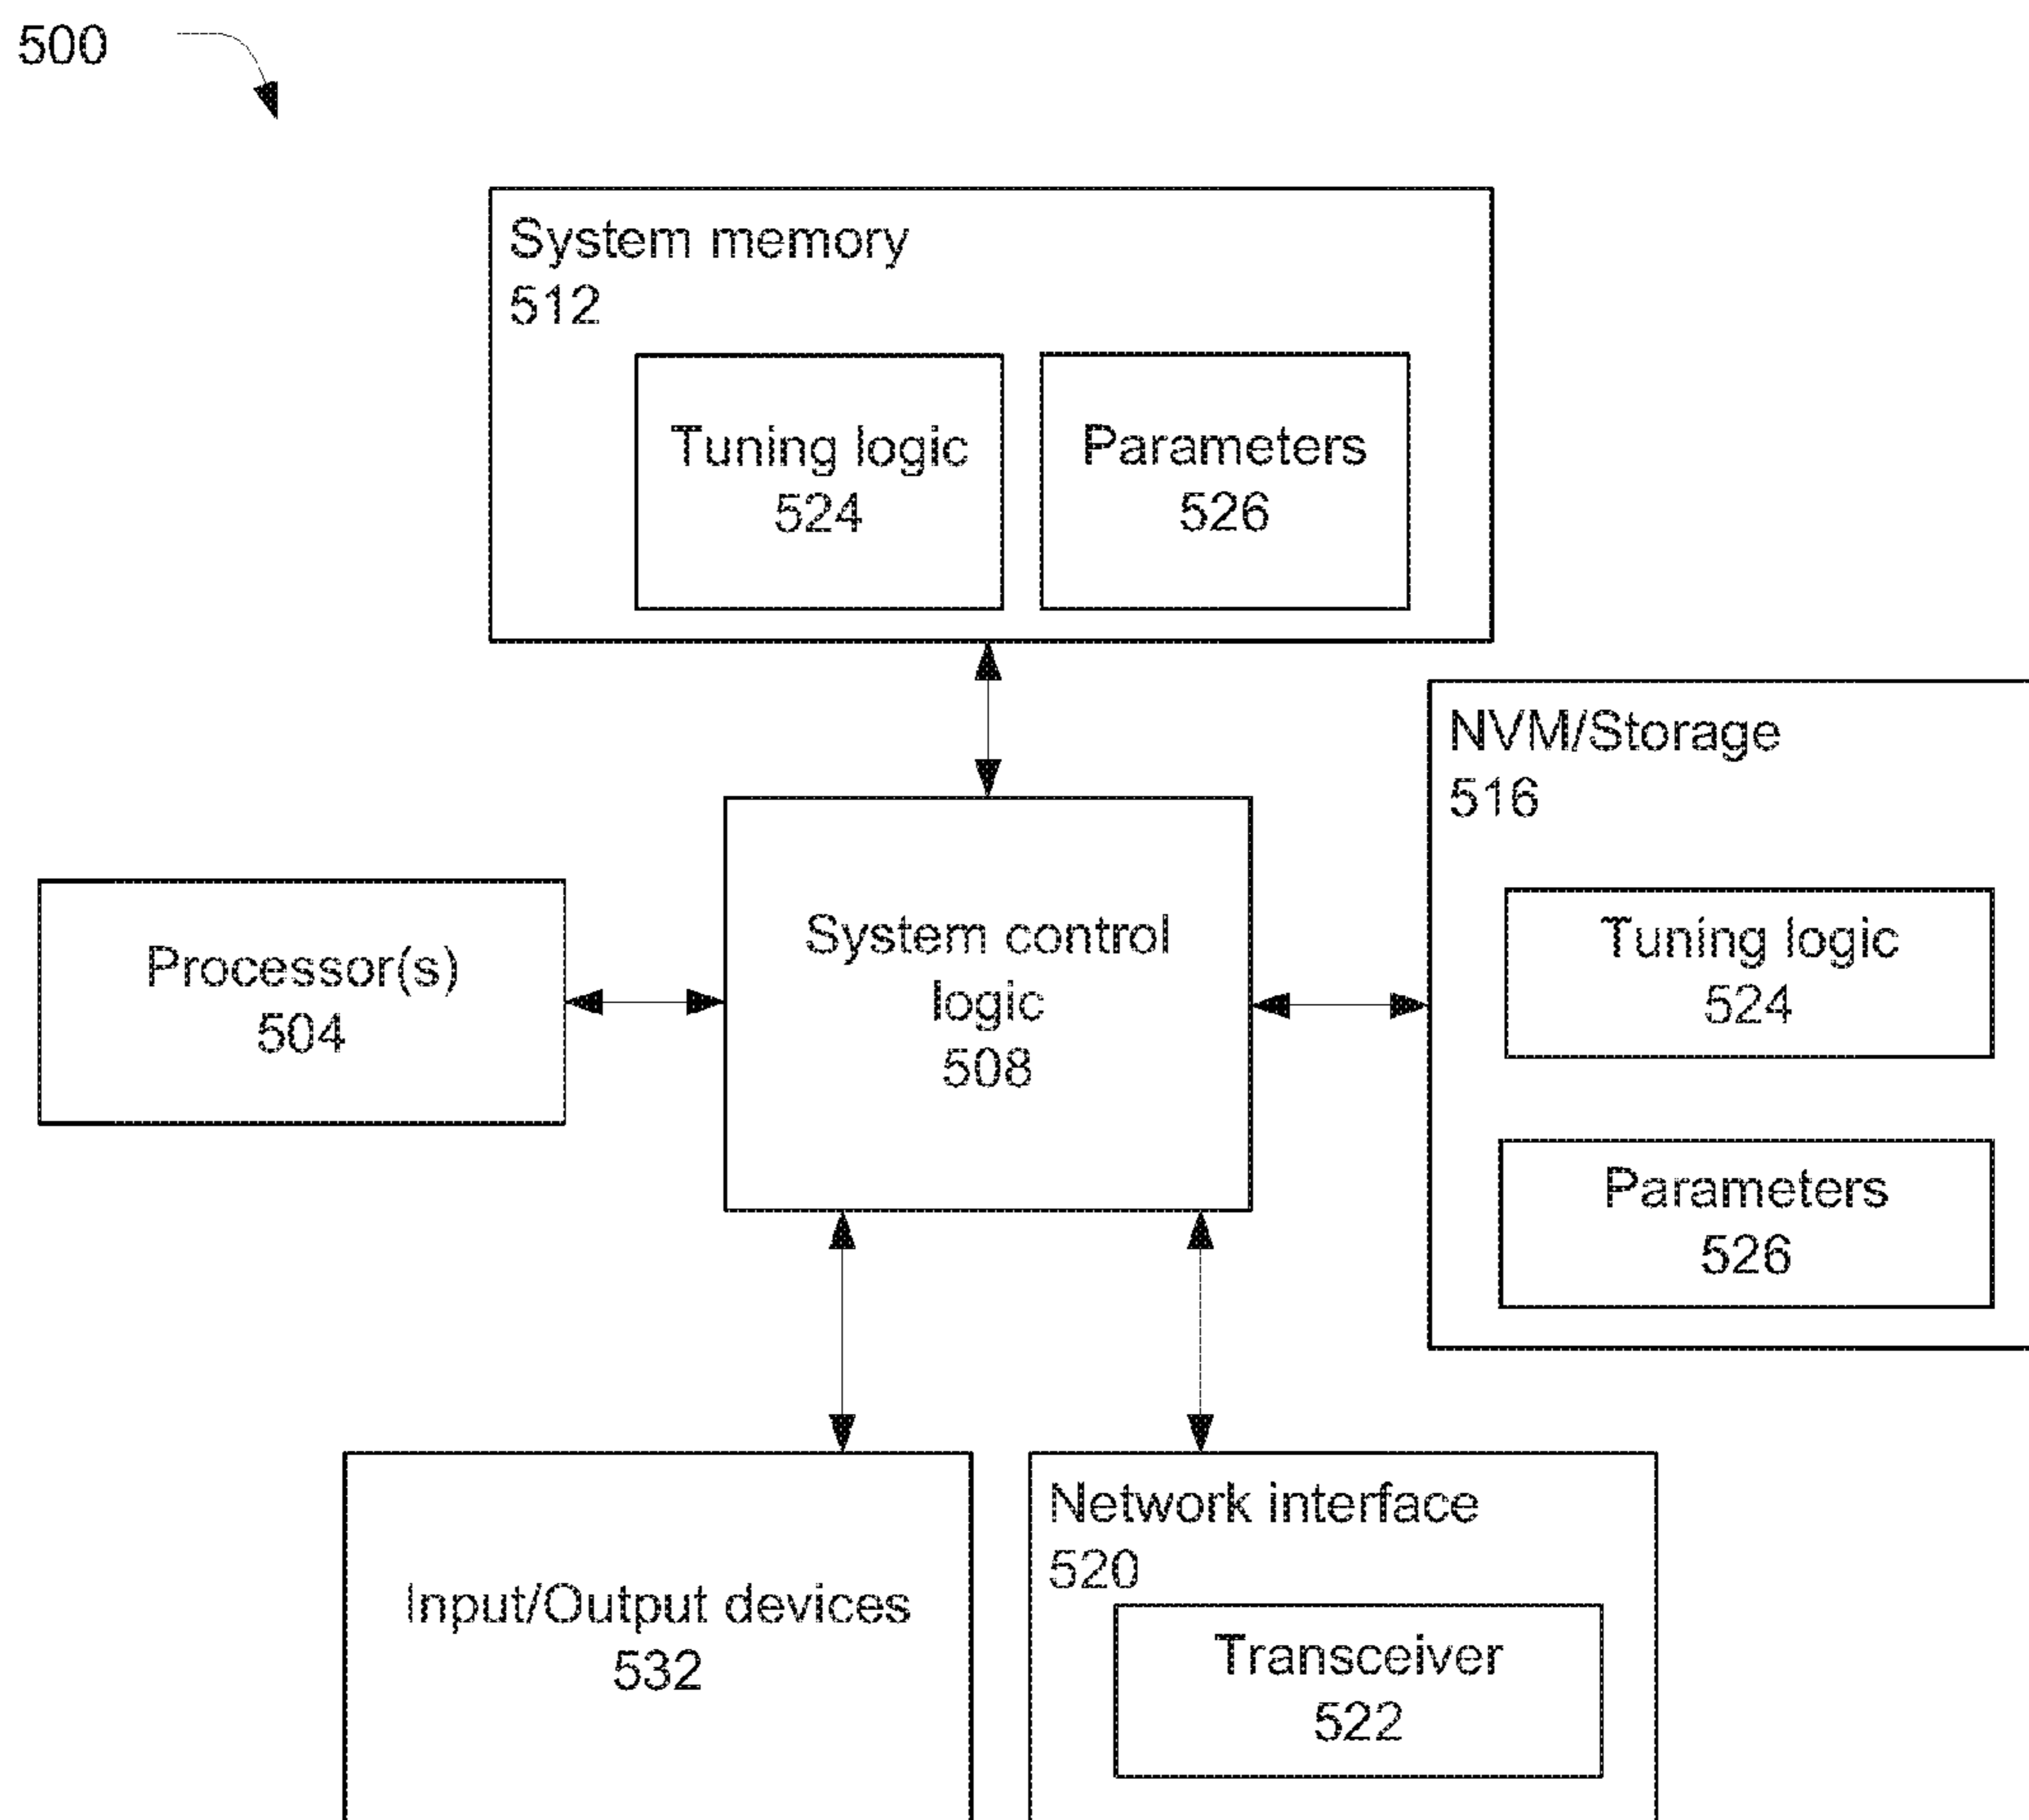 500
System memory
512
Tuning logic
524
Parameters
526
NVM/Storage
516
Tuning logic
524
Parameters
526
Processor(s)
504
System control
logic
508
Input/Output devices
532
Network interface
520
Transceiver
522